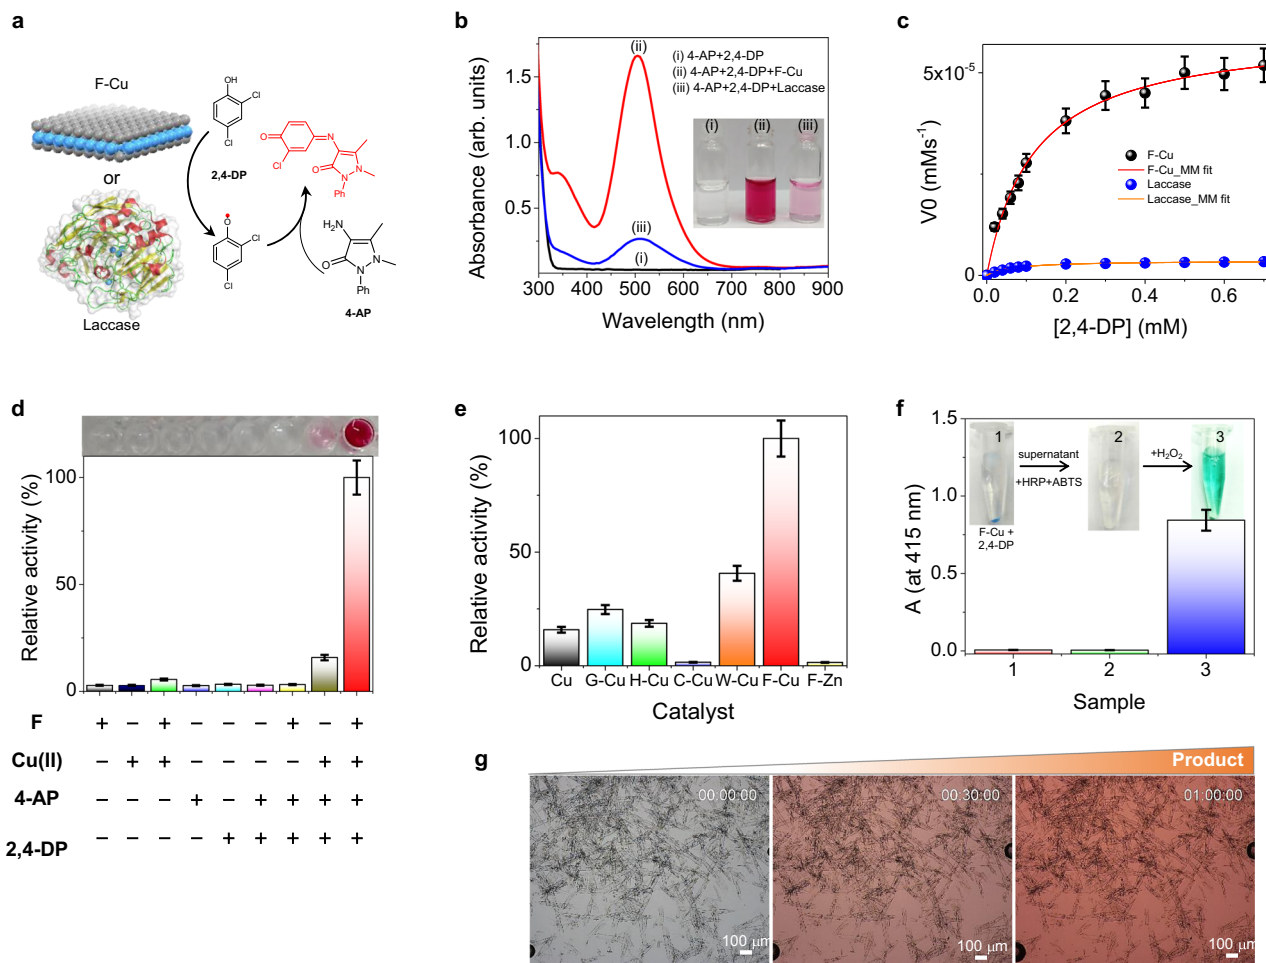 a
F-Cu
or
Laccase
OH
Cl
Cl
2,4-DP
O
Cl
Cl
O
N
Cl
O
N
N
Ph
H₂N
O
N
N
Ph
4-AP
b
Absorbance (arb. units)
1.5
1.0
0.5
300 400 500 600 700 800 900
Wavelength (nm)
(ii)
(iii)
(i)
(i) 4-AP+2,4-DP
(ii) 4-AP+2,4-DP+F-Cu
(iii) 4-AP+2,4-DP+Laccase
(i) (ii) (iii)
c
V0 (mMs⁻¹)
5x10⁻⁵
0
0.0 0.2 0.4 0.6
[2,4-DP] (mM)
F-Cu
F-Cu_MM fit
Laccase
Laccase_MM fit
d
Relative activity (%)
100
50
0
F + – + – – – + – +
Cu(II) – + + – – – – + +
4-AP – – – + – + + + +
2,4-DP – – – – + + + + +
e
Relative activity (%)
100
50
0
Cu G-Cu H-Cu C-Cu W-Cu F-Cu F-Zn
Catalyst
f
A (at 415 nm)
1.5
1.0
0.5
0.0
1 2 3
Sample
1
supernatant
+HRP+ABTS
2
+H₂O₂
3
F-Cu +
2,4-DP
g
Product
00:00:00
100 μm
00:30:00
100 μm
01:00:00
100 μm